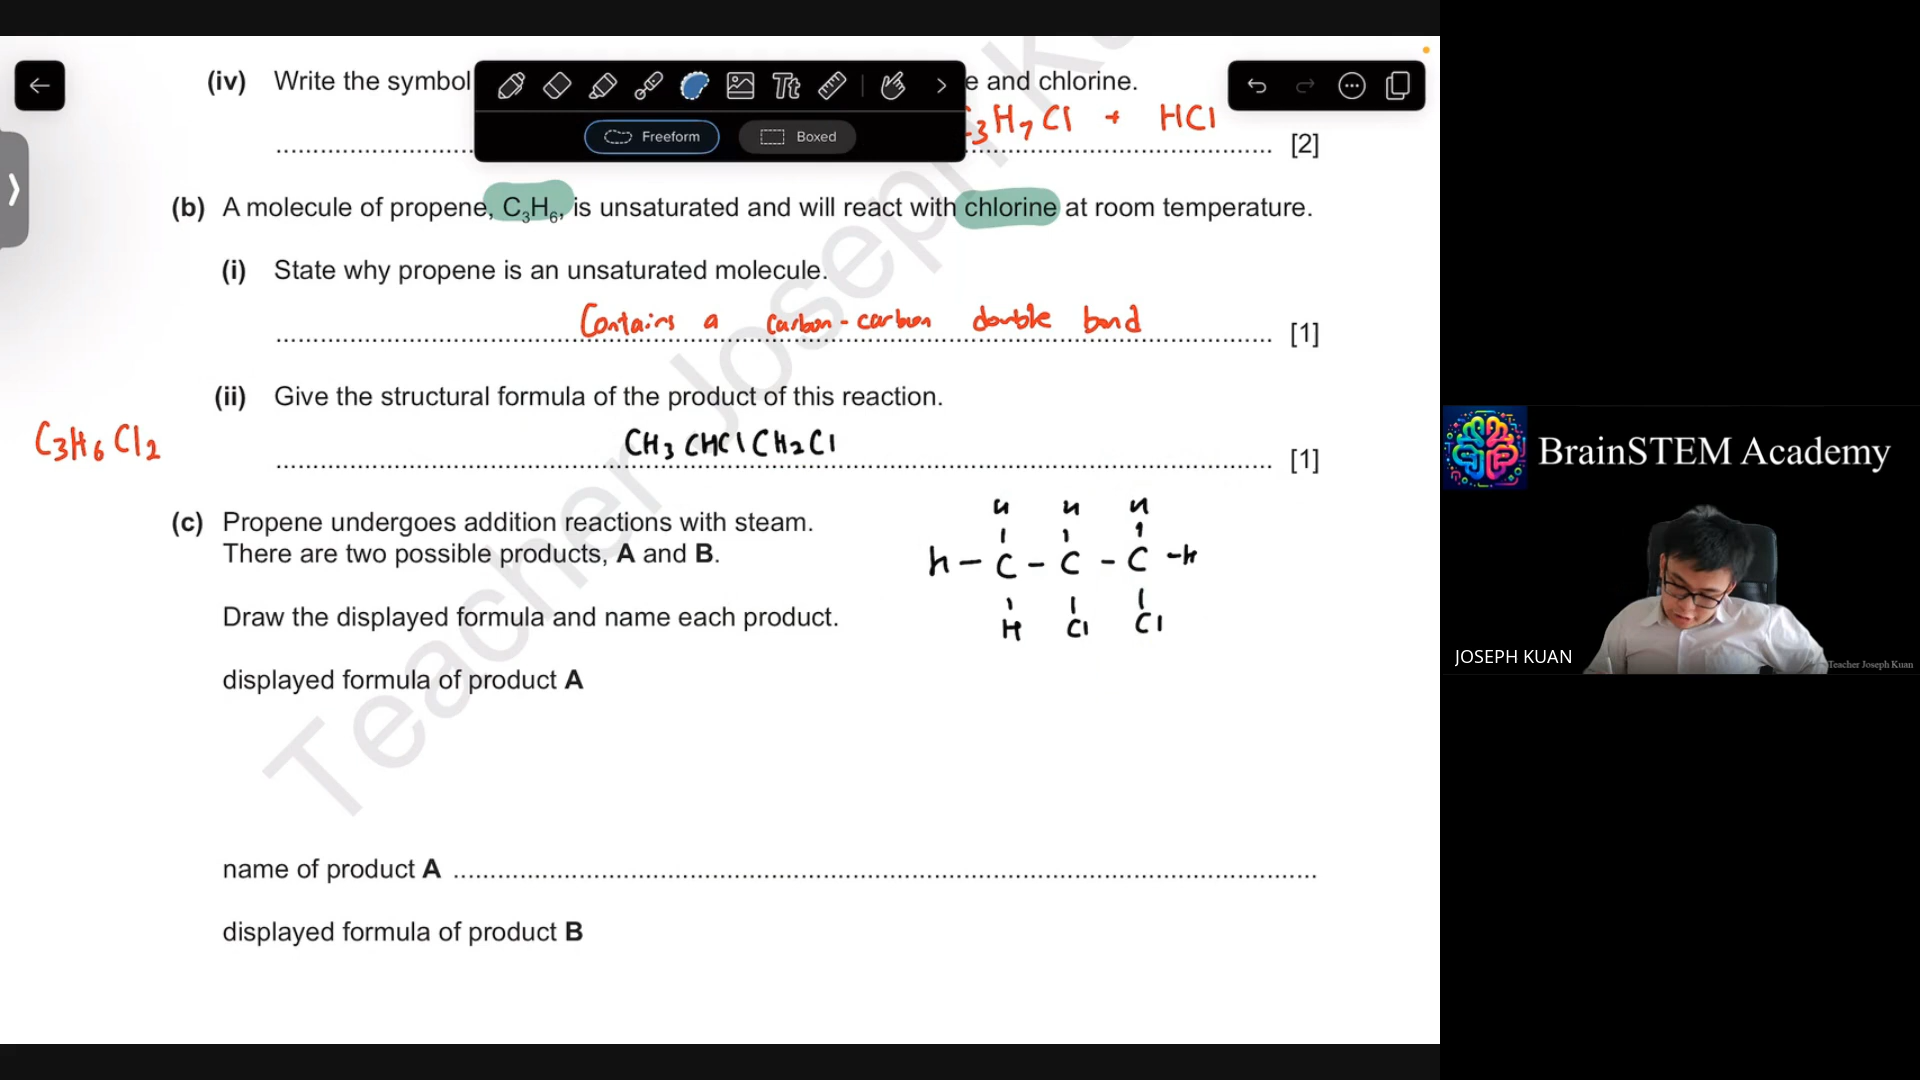 (iv) Write the symbol e and chlorine.
3H7Cl + HCl
[2]
Freeform Boxed
(b) A molecule of propene, C3H6, is unsaturated and will react with chlorine at room temperature.
(i) State why propene is an unsaturated molecule.
Contains a carbon-carbon double bond
[1]
(ii) Give the structural formula of the product of this reaction.
C3H6Cl2
CH3CHClCH2Cl
[1]
(c) Propene undergoes addition reactions with steam.
There are two possible products, A and B.
H H H
H - C - C - C - H
H Cl Cl
Draw the displayed formula and name each product.
displayed formula of product A
name of product A
displayed formula of product B
Teacher Joseph Ku
BrainSTEM Academy
JOSEPH KUAN
Teacher Joseph Kuan